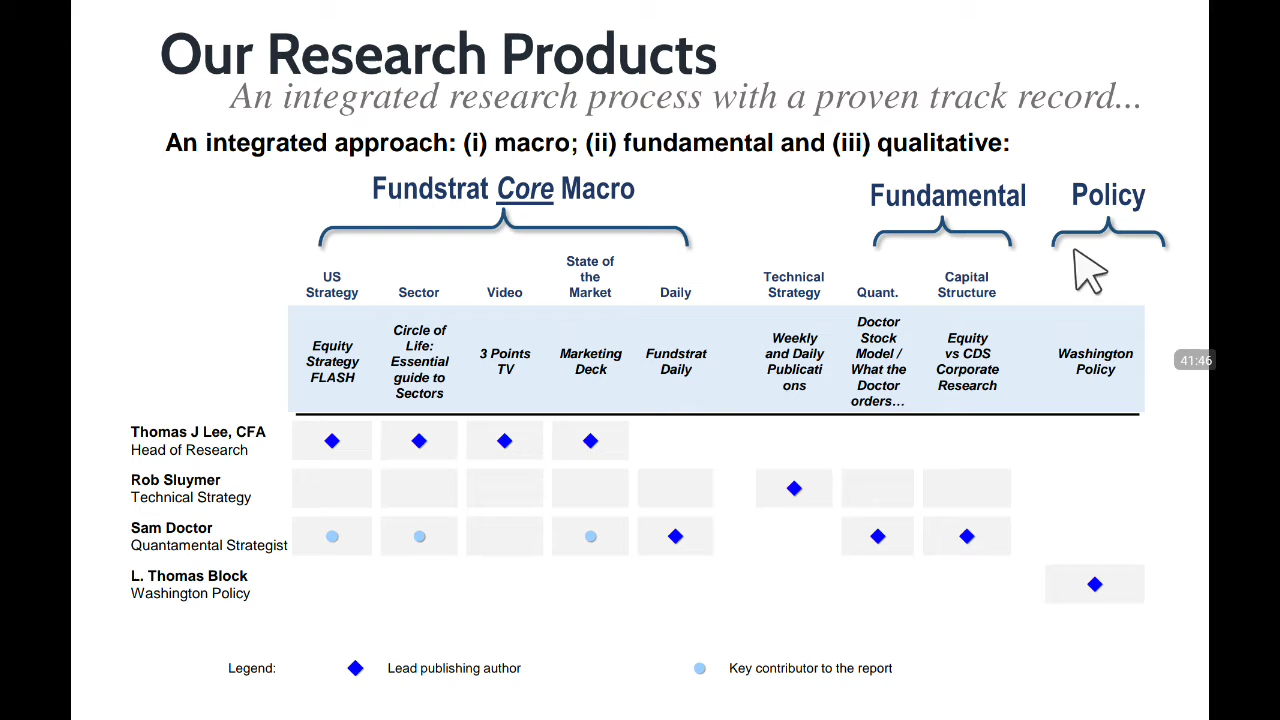 Our Research Products
An integrated research process with a proven track record...
An integrated approach: (i) macro; (ii) fundamental and (iii) qualitative:
Fundstrat Core Macro
Fundamental
Policy
US
Strategy
Sector
Video
State of
the
Market
Daily
Technical
Strategy
Quant.
Capital
Structure
Equity
Strategy
FLASH
Circle of
Life:
Essential
guide to
Sectors
3 Points
TV
Marketing
Deck
Fundstrat
Daily
Weekly
and Daily
Publicati
ons
Doctor
Stock
Model /
What the
Doctor
orders…
Equity
vs CDS
Corporate
Research
Washington
Policy
41:46
Thomas J Lee, CFA
Head of Research
Rob Sluymer
Technical Strategy
Sam Doctor
Quantamental Strategist
L. Thomas Block
Washington Policy
Legend:
Lead publishing author
Key contributor to the report